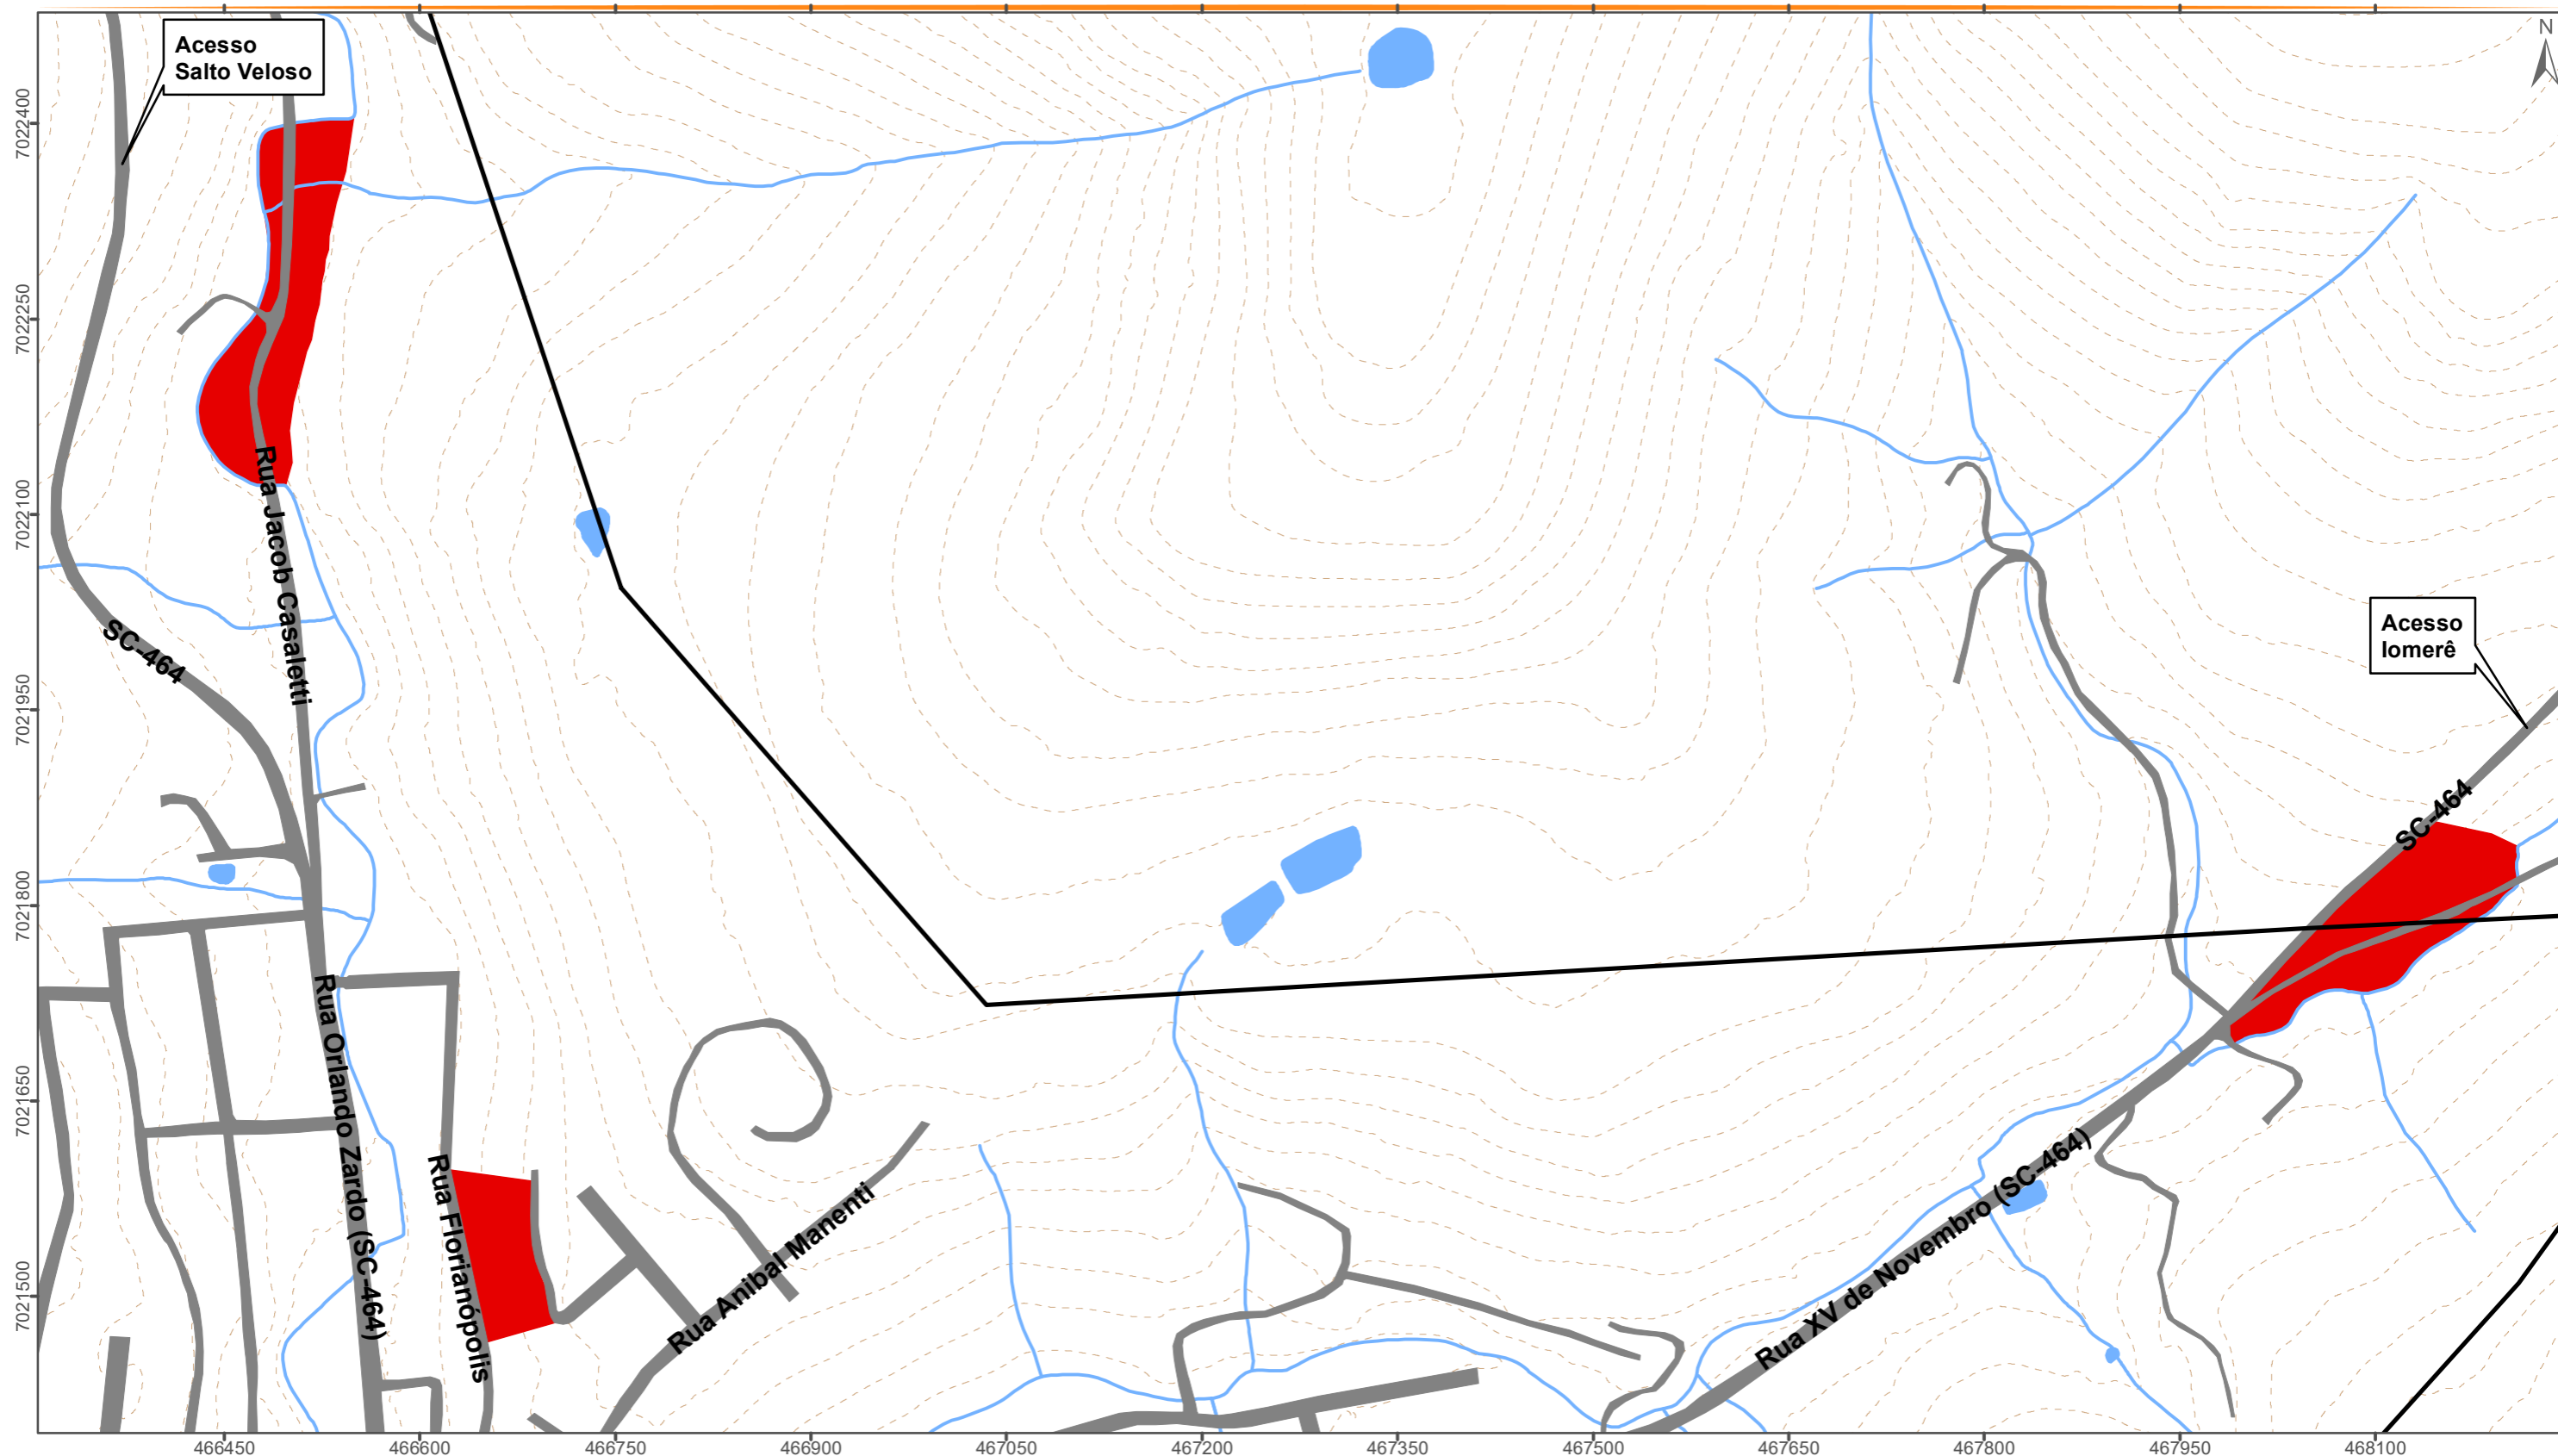 N
Acesso
Salto Veloso
Acesso
Iomerê
SC-464
Rua Jacob Casaletti
SC-464
Rua Orlando Zardo (SC-464)
Rua Florianópolis
Rua Anibal Manenti
Rua XV de Novembro (SC-464)
7022400
7022250
7022100
7021950
7021800
7021650
7021500
466450
466600
466750
466900
467050
467200
467350
467500
467650
467800
467950
468100